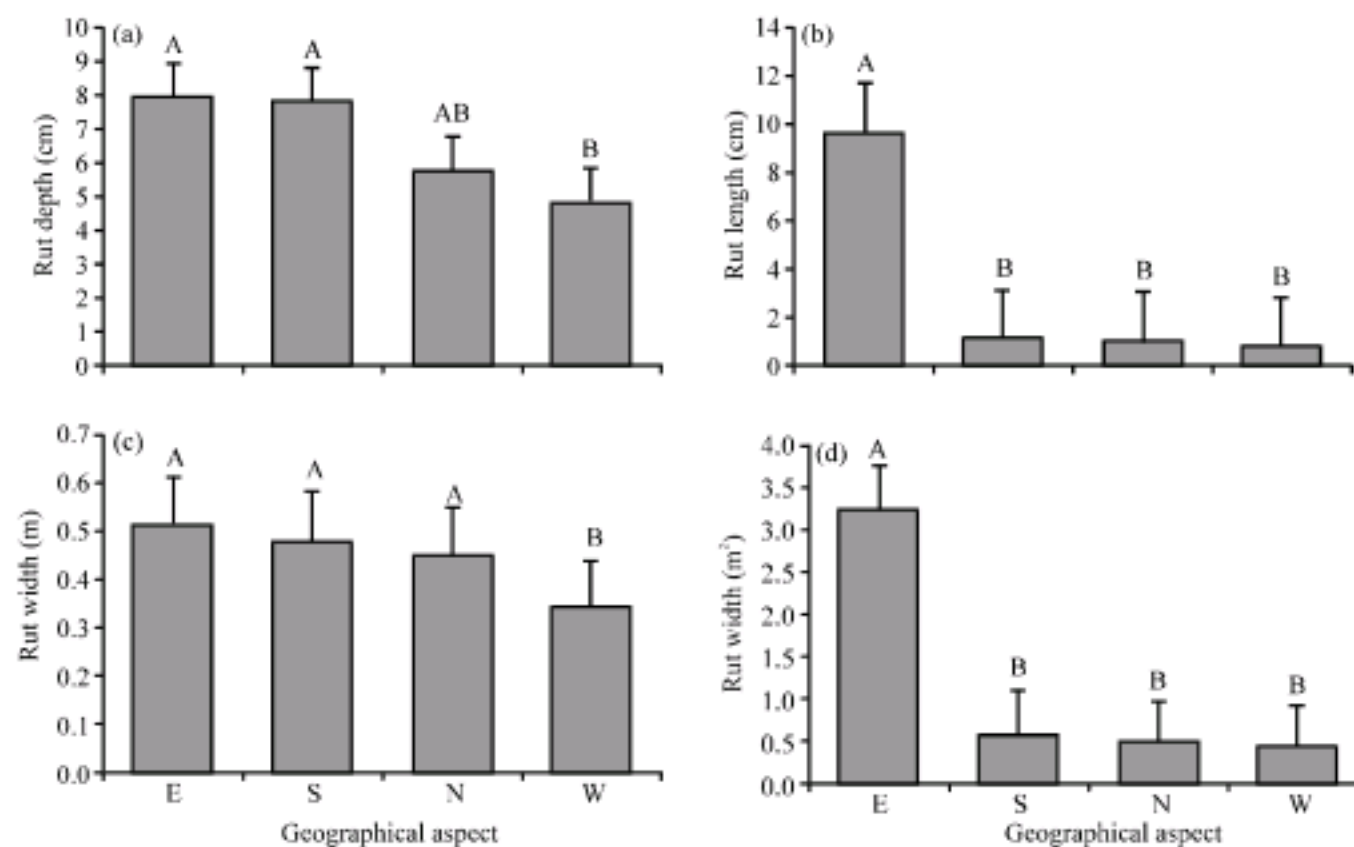 (a)
Rut depth (cm)
10
9
8
7
6
5
4
3
2
1
0
A
A
AB
B
(b)
Rut length (cm)
14
12
10
8
6
4
2
0
A
B
B
B
(c)
Rut width (m)
0.7
0.6
0.5
0.4
0.3
0.2
0.1
0.0
A
A
A
B
E S N W
Geographical aspect
(d)
Rut width (m²)
4.0
3.5
3.0
2.5
2.0
1.5
1.0
0.5
0.0
A
B
B
B
E S N W
Geographical aspect